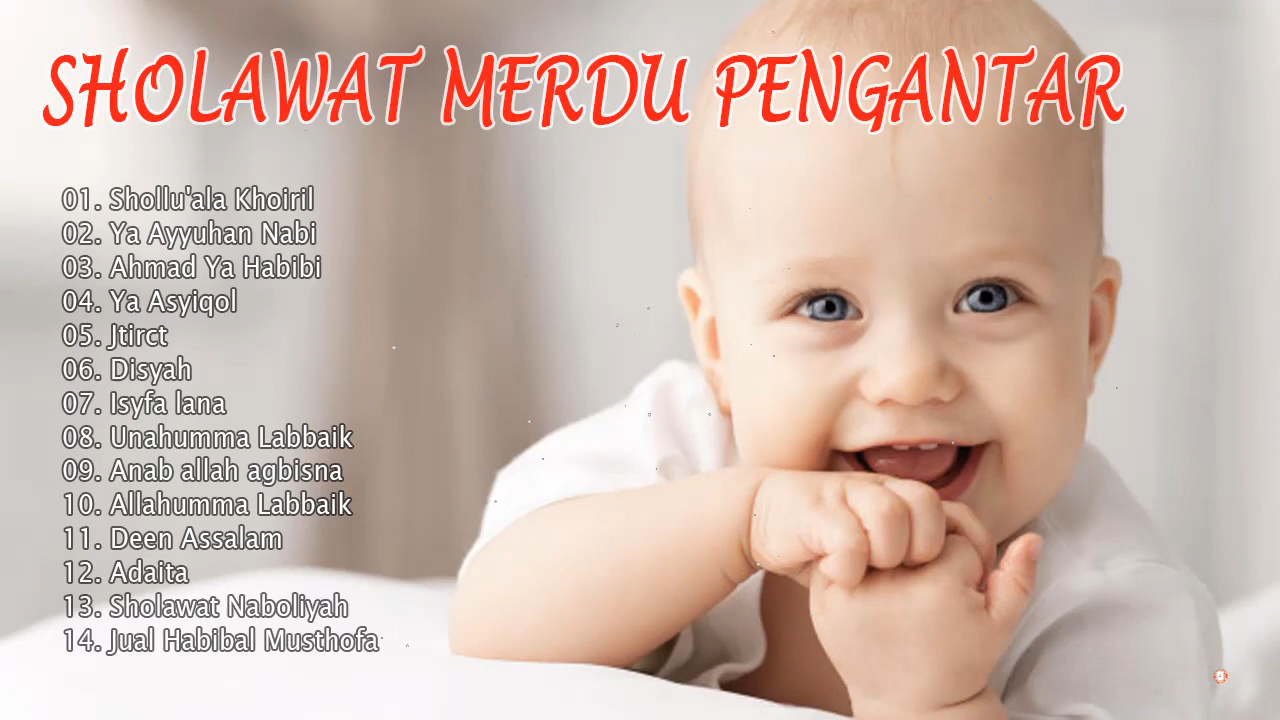 SHOLAWAT MERDU PENGANTAR
01. Shollu'ala Khoiril
02. Ya Ayyuhan Nabi
03. Ahmad Ya Habibi
04. Ya Asyiqol
05. Jtirct
06. Disyah
07. Isyfa lana
08. Unahumma Labbaik
09. Anab allah agbisna
10. Allahumma Labbaik
11. Deen Assalam
12. Adaita
13. Sholawat Naboliyah
14. Jual Habibal Musthofa